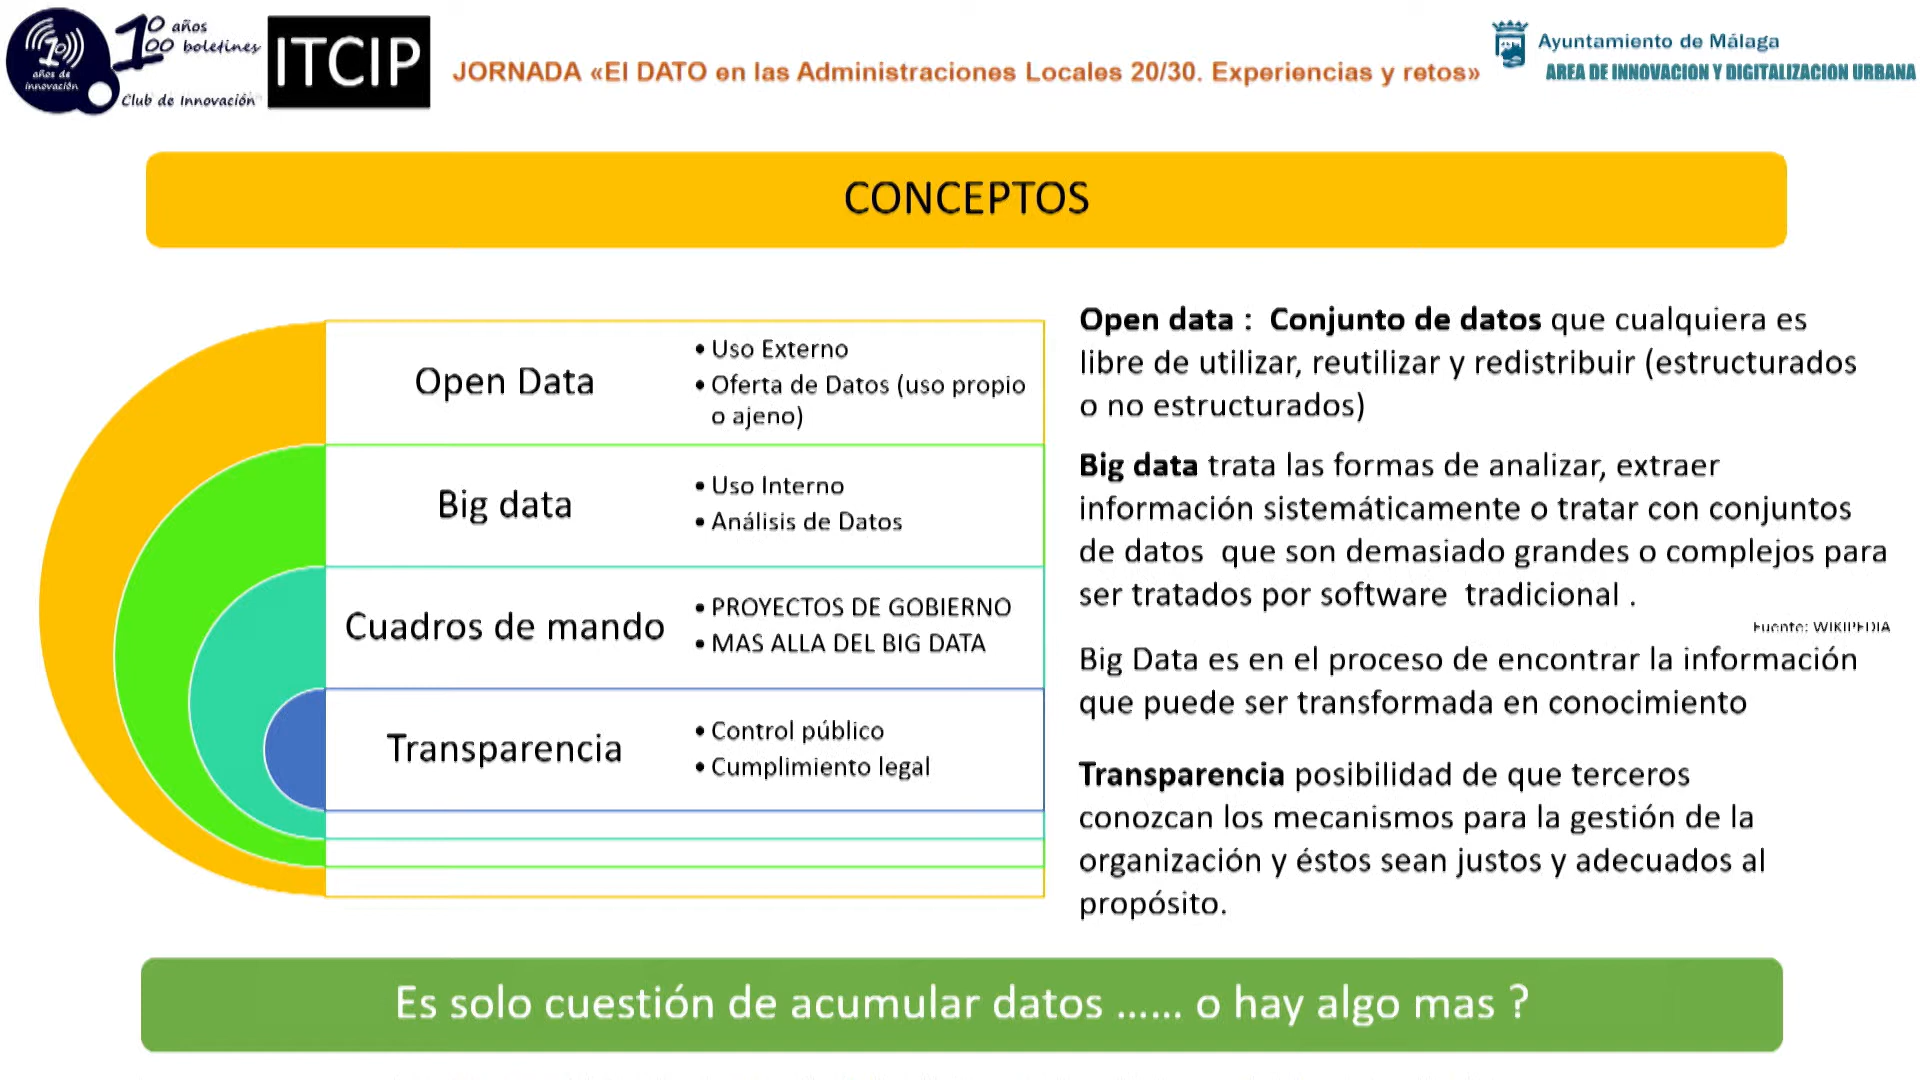 10 años
100 boletines
años de
innovación
Club de Innovación
ITCIP
JORNADA «El DATO en las Administraciones Locales 20/30. Experiencias y retos»
Ayuntamiento de Málaga
AREA DE INNOVACION Y DIGITALIZACION URBANA
CONCEPTOS
Open Data
• Uso Externo
• Oferta de Datos (uso propio
o ajeno)
Big data
• Uso Interno
• Análisis de Datos
Cuadros de mando
• PROYECTOS DE GOBIERNO
• MAS ALLA DEL BIG DATA
Transparencia
• Control público
• Cumplimiento legal
Open data :  Conjunto de datos que cualquiera es
libre de utilizar, reutilizar y redistribuir (estructurados
o no estructurados)
Big data trata las formas de analizar, extraer
información sistemáticamente o tratar con conjuntos
de datos  que son demasiado grandes o complejos para
ser tratados por software  tradicional .
Fuente: WIKIPEDIA
Big Data es en el proceso de encontrar la información
que puede ser transformada en conocimiento
Transparencia posibilidad de que terceros
conozcan los mecanismos para la gestión de la
organización y éstos sean justos y adecuados al
propósito.
Es solo cuestión de acumular datos ...... o hay algo mas ?